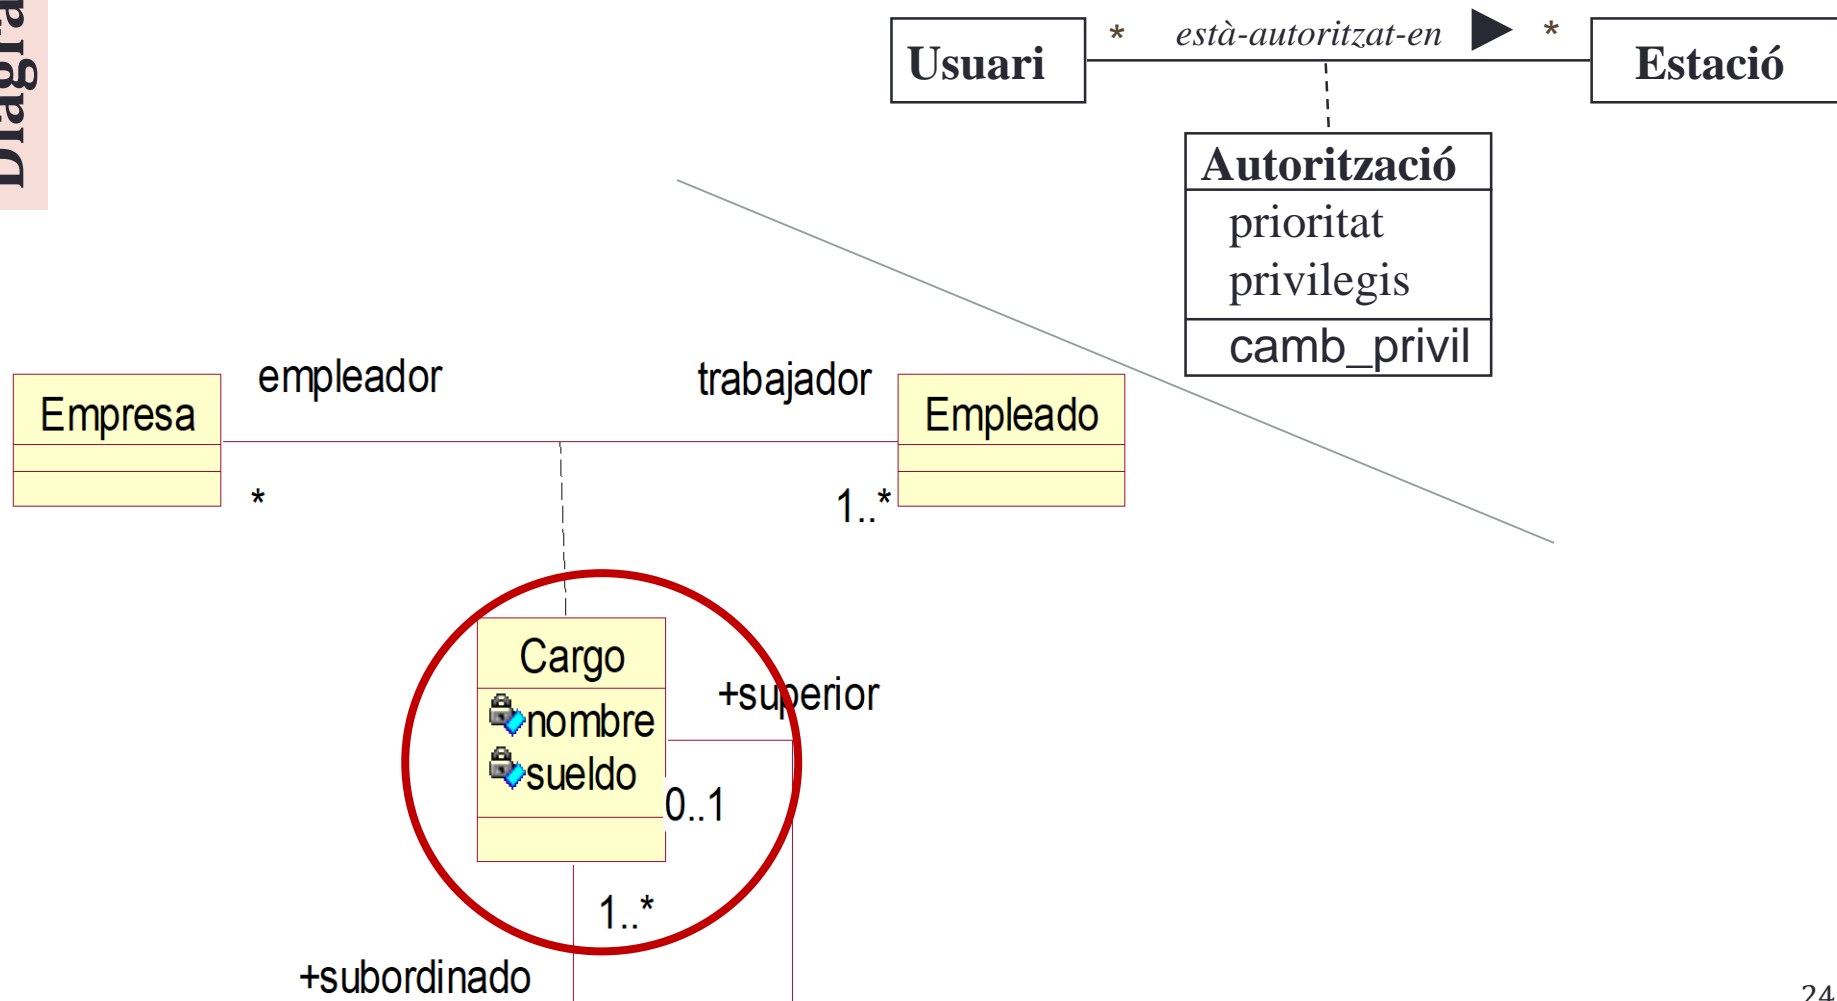 Diagra
Usuari
*
està-autoritzat-en
*
Estació
Autorització
prioritat
privilegis
camb_privil
Empresa
empleador
*
trabajador
1..*
Empleado
Cargo
nombre
sueldo
+superior
0..1
1..*
+subordinado
24